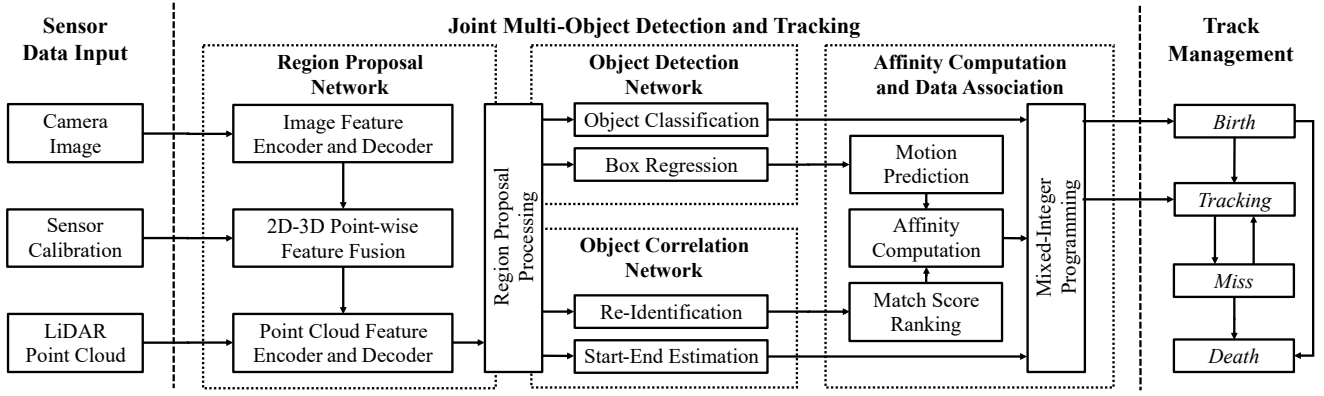 Sensor
Data Input
Joint Multi-Object Detection and Tracking
Track
Management
Region Proposal
Network
Object Detection
Network
Affinity Computation
and Data Association
Camera
Image
Image Feature
Encoder and Decoder
Object Classification
Birth
Box Regression
Motion
Prediction
Sensor
Calibration
2D-3D Point-wise
Feature Fusion
Region Proposal
Processing
Affinity
Computation
Mixed-Integer
Programming
Tracking
Object Correlation
Network
Miss
LiDAR
Point Cloud
Point Cloud Feature
Encoder and Decoder
Re-Identification
Match Score
Ranking
Start-End Estimation
Death